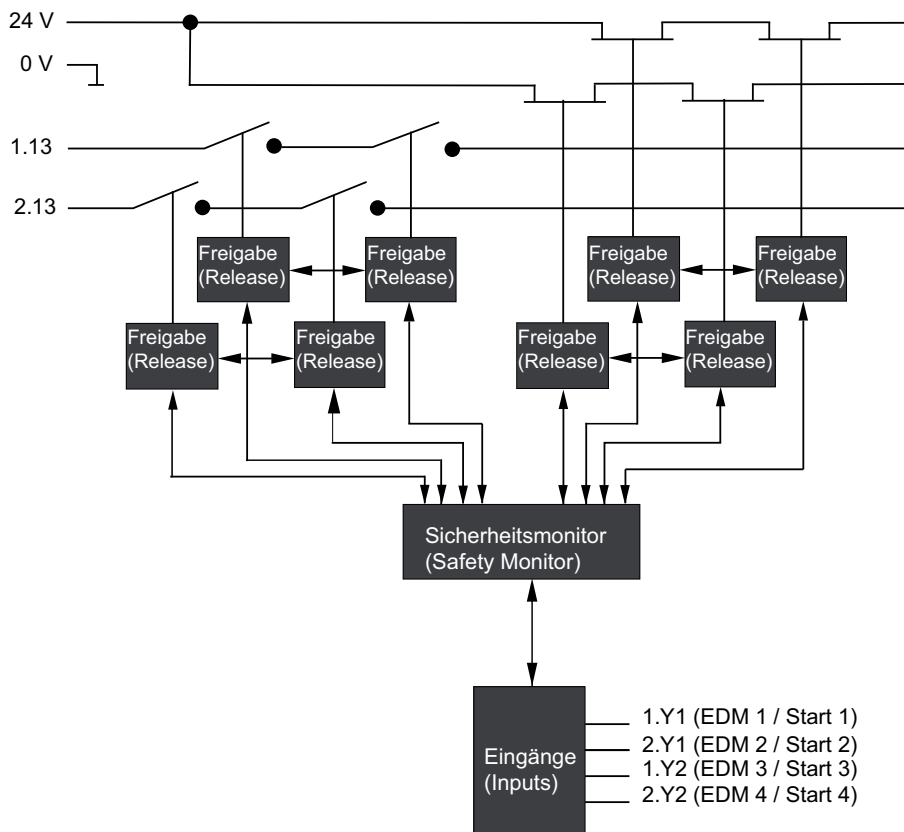 24 V
0 V
1.13
2.13
Freigabe
(Release)
Freigabe
(Release)
Freigabe
(Release)
Freigabe
(Release)
Freigabe
(Release)
Freigabe
(Release)
Freigabe
(Release)
Freigabe
(Release)
Sicherheitsmonitor
(Safety Monitor)
Eingänge
(Inputs)
1.Y1 (EDM 1 / Start 1)
2.Y1 (EDM 2 / Start 2)
1.Y2 (EDM 3 / Start 3)
2.Y2 (EDM 4 / Start 4)